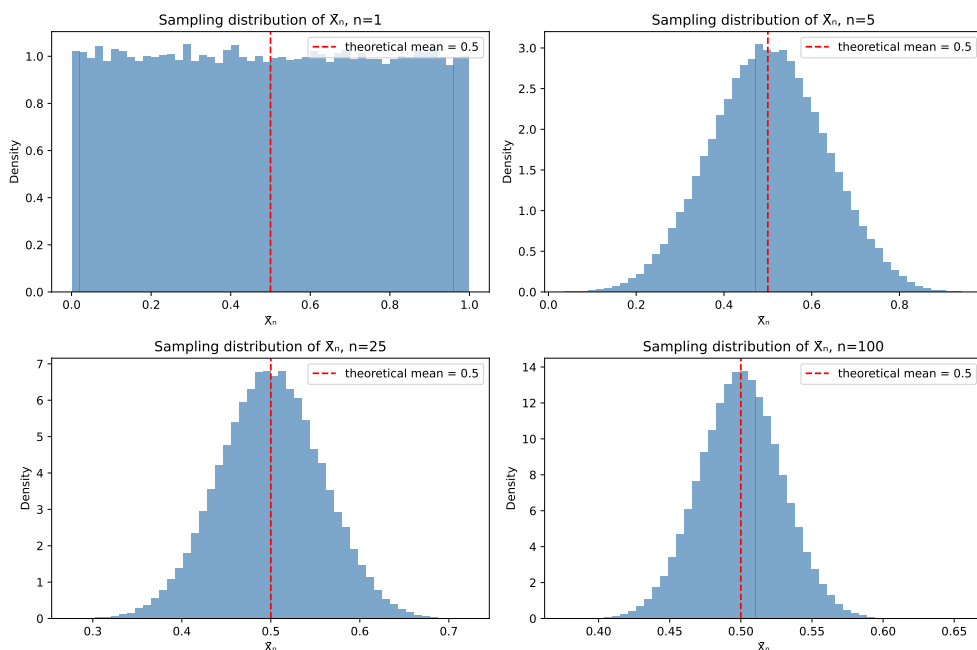 Sampling distribution of X̄ₙ, n=1
theoretical mean = 0.5
Density
1.0
0.8
0.6
0.4
0.2
0.0
0.0 0.2 0.4 0.6 0.8 1.0
X̄ₙ
Sampling distribution of X̄ₙ, n=5
theoretical mean = 0.5
Density
3.0
2.5
2.0
1.5
1.0
0.5
0.0
0.0 0.2 0.4 0.6 0.8
X̄ₙ
Sampling distribution of X̄ₙ, n=25
theoretical mean = 0.5
Density
7
6
5
4
3
2
1
0
0.3 0.4 0.5 0.6 0.7
X̄ₙ
Sampling distribution of X̄ₙ, n=100
theoretical mean = 0.5
Density
14
12
10
8
6
4
2
0
0.40 0.45 0.50 0.55 0.60 0.65
X̄ₙ